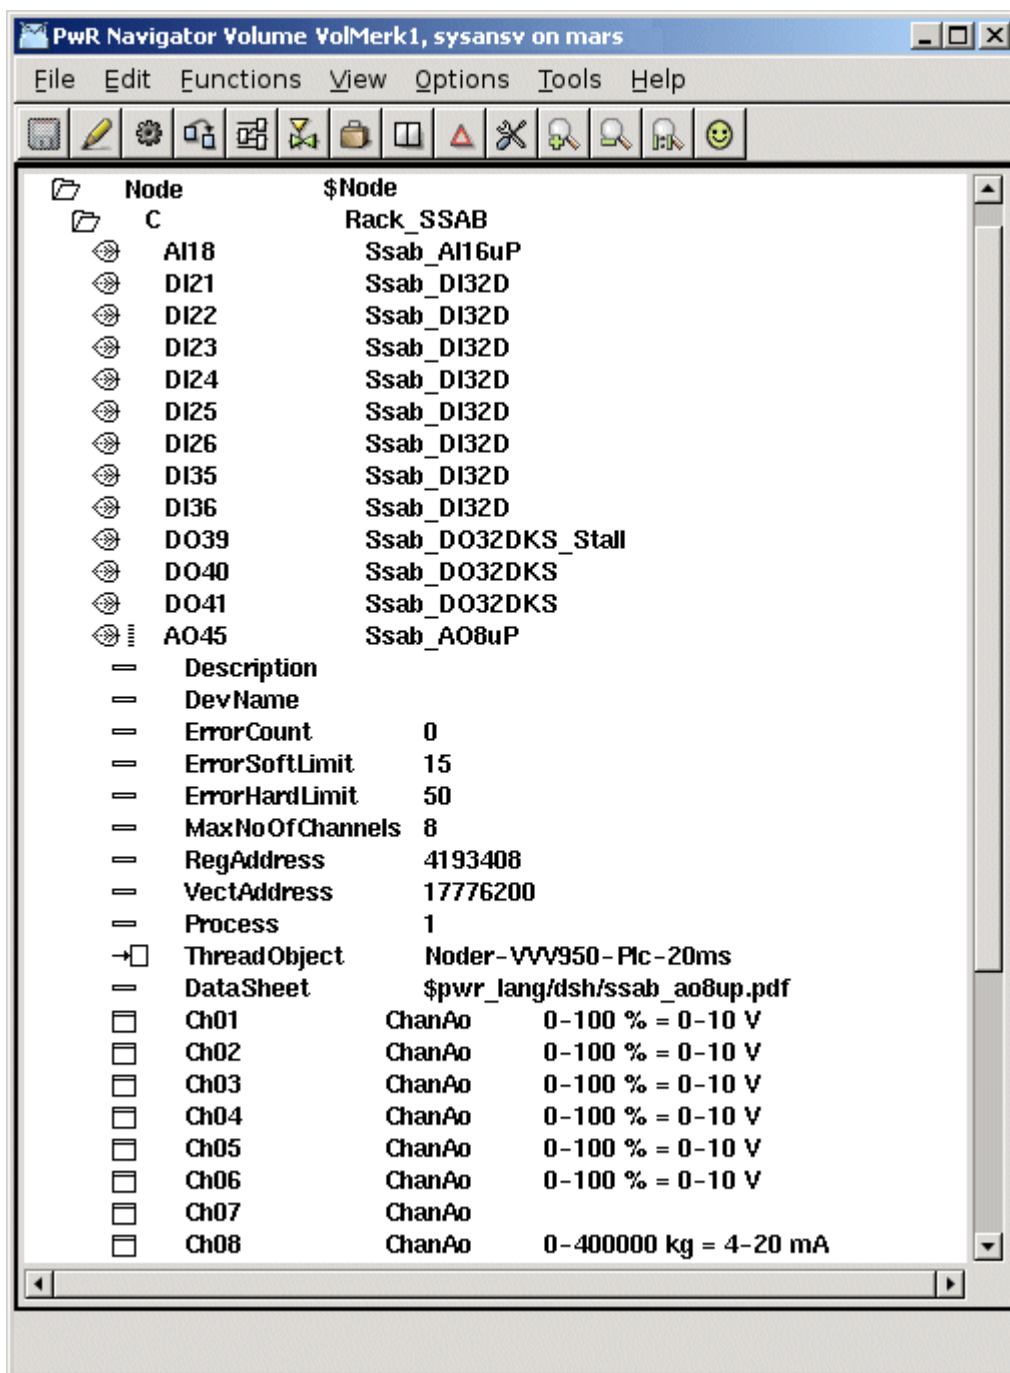 PwR Navigator Volume VolMerk1, sysansv on mars
File Edit Functions View Options Tools Help
Node $Node
C Rack_SSAB
AI18 Ssab_AI16uP
DI21 Ssab_DI32D
DI22 Ssab_DI32D
DI23 Ssab_DI32D
DI24 Ssab_DI32D
DI25 Ssab_DI32D
DI26 Ssab_DI32D
DI35 Ssab_DI32D
DI36 Ssab_DI32D
DO39 Ssab_DO32DKS_Stall
DO40 Ssab_DO32DKS
DO41 Ssab_DO32DKS
AO45 Ssab_AO8uP
Description
DevName
ErrorCount 0
ErrorSoftLimit 15
ErrorHardLimit 50
MaxNoOfChannels 8
RegAddress 4193408
VectAddress 17776200
Process 1
ThreadObject Noder-VVV950-Plc-20ms
DataSheet $pwr_lang/dsh/ssab_ao8up.pdf
Ch01 ChanAo 0-100 % = 0-10 V
Ch02 ChanAo 0-100 % = 0-10 V
Ch03 ChanAo 0-100 % = 0-10 V
Ch04 ChanAo 0-100 % = 0-10 V
Ch05 ChanAo 0-100 % = 0-10 V
Ch06 ChanAo 0-100 % = 0-10 V
Ch07 ChanAo
Ch08 ChanAo 0-400000 kg = 4-20 mA